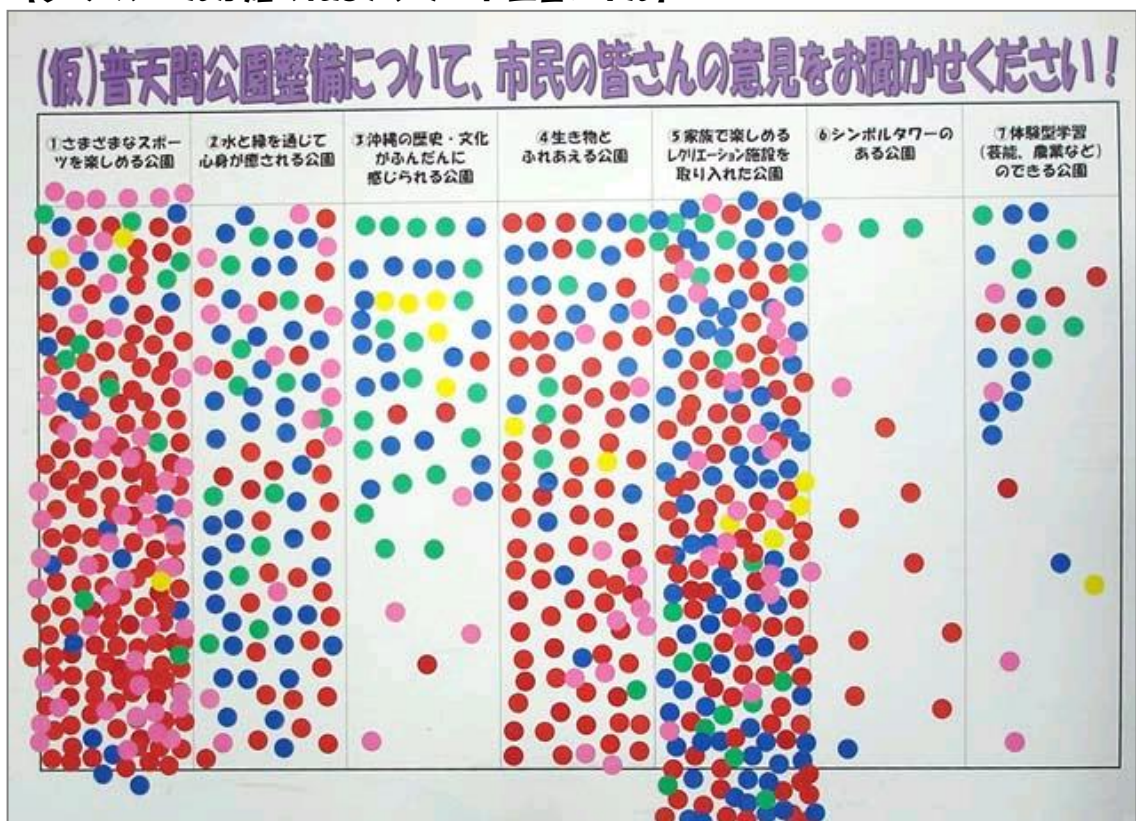 (仮)普天間公園整備について、市民の皆さんの意見をお聞かせください!
①さまざまなスポー
ツを楽しめる公園
②水と緑を通じて
心身が癒される公園
③沖縄の歴史・文化
がふんだんに
感じられる公園
④生き物と
ふれあえる公園
⑤家族で楽しめる
レクリエーション施設を
取り入れた公園
⑥シンボルタワーの
ある公園
⑦体験型学習
(芸能、農業など)
のできる公園